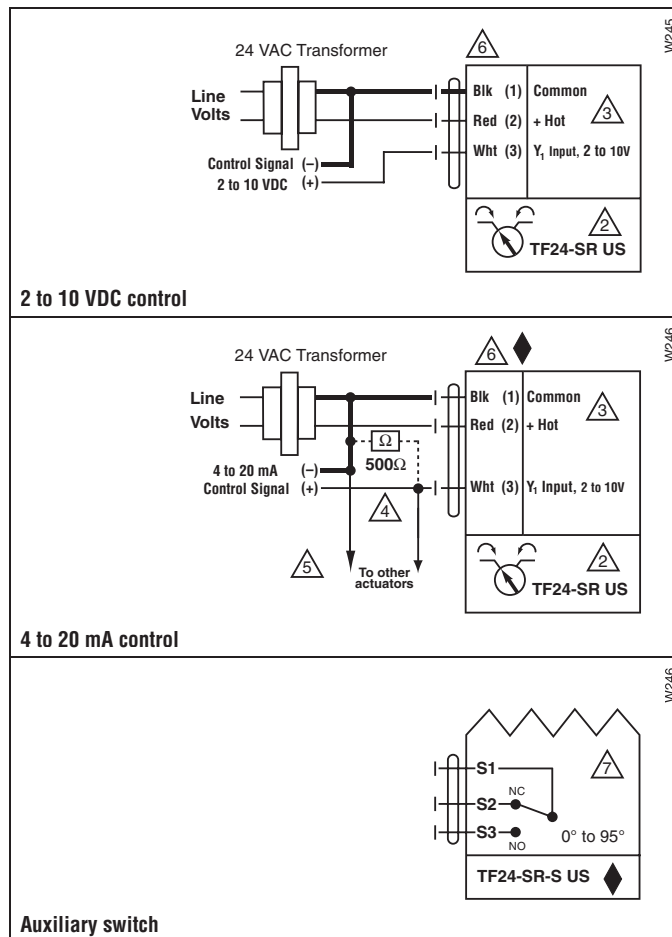 W245
6
24 VAC Transformer
Line
Volts
Blk (1) Common
3
Red (2) + Hot
Wht (3) Y₁ Input, 2 to 10V
Control Signal (–)
2 to 10 VDC (+)
2
TF24-SR US
2 to 10 VDC control
W246
6
24 VAC Transformer
Line
Volts
Blk (1) Common
3
Red (2) + Hot
Ω
500Ω
4 to 20 mA (–)
Control Signal (+)
Wht (3) Y₁ Input, 2 to 10V
4
5
To other
actuators
2
TF24-SR US
4 to 20 mA control
W246
S1
7
S2 NC
S3 NO
0° to 95°
TF24-SR-S US
Auxiliary switch